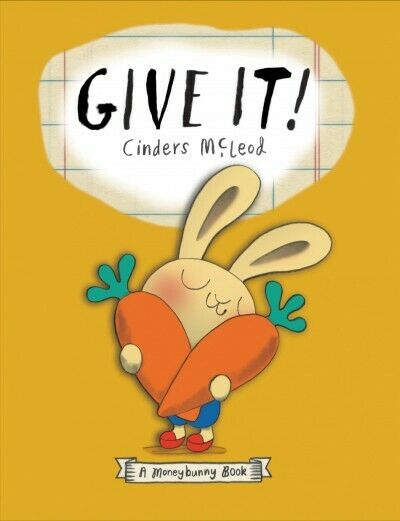 GIVE IT!
Cinders McLeod
A Moneybunny Book